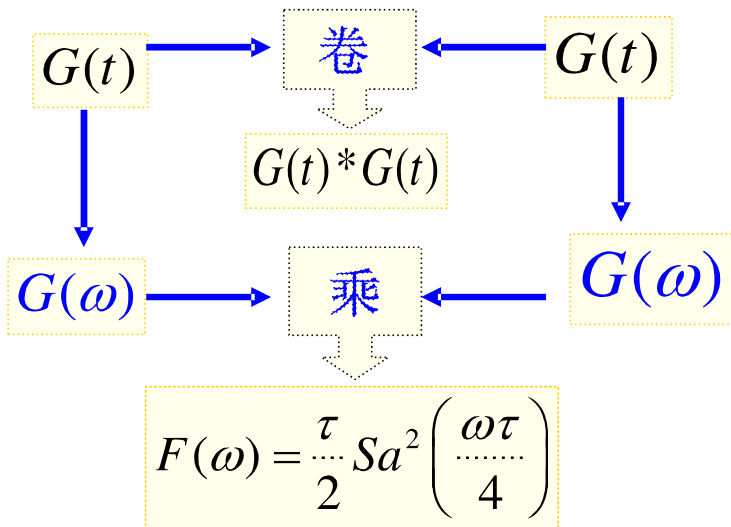 G(t) 卷 G(t)
G(t)*G(t)
G(ω) 乘 G(ω)
F(ω) = τ/2 Sa² (ωτ/4)